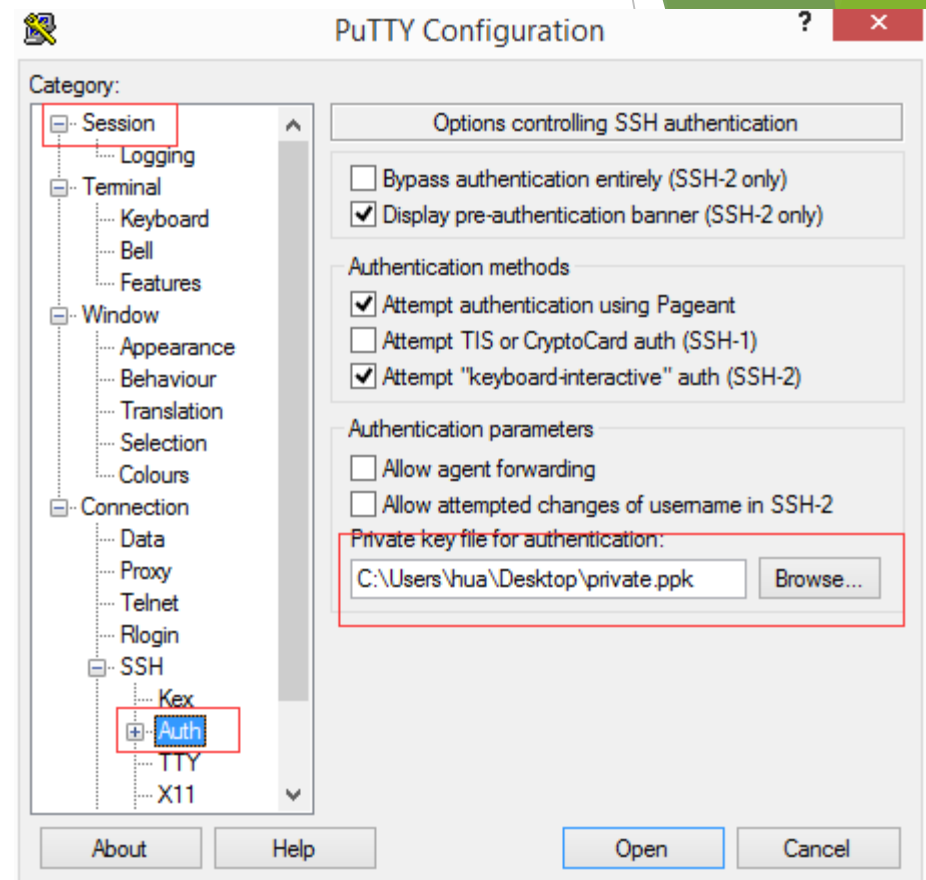 PuTTY Configuration
?
×
Category:
Session
Logging
Terminal
Keyboard
Bell
Features
Window
Appearance
Behaviour
Translation
Selection
Colours
Connection
Data
Proxy
Telnet
Rlogin
SSH
Kex
Auth
TTY
X11
Options controlling SSH authentication
Bypass authentication entirely (SSH-2 only)
Display pre-authentication banner (SSH-2 only)
Authentication methods
Attempt authentication using Pageant
Attempt TIS or CryptoCard auth (SSH-1)
Attempt "keyboard-interactive" auth (SSH-2)
Authentication parameters
Allow agent forwarding
Allow attempted changes of username in SSH-2
Private key file for authentication:
C:\Users\hua\Desktop\private.ppk
Browse...
About
Help
Open
Cancel